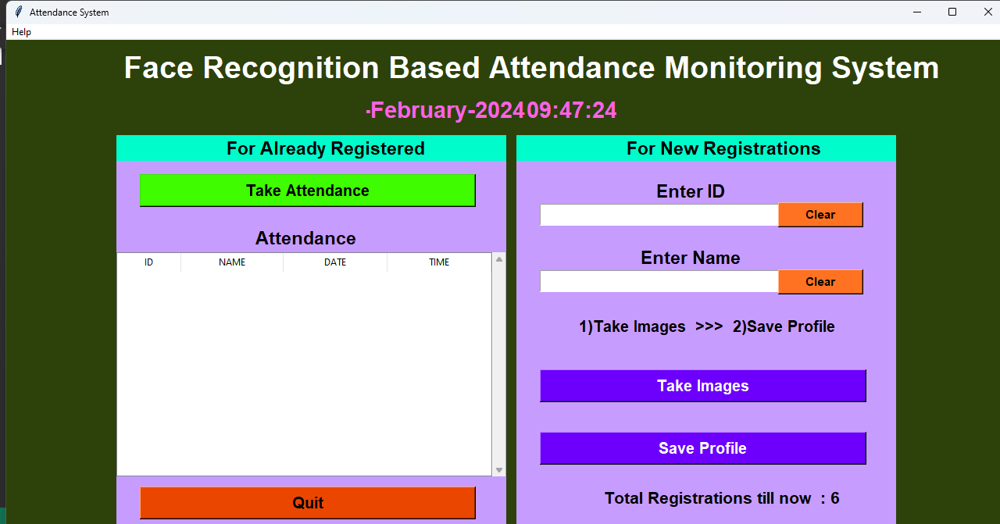 Attendance System
Help
Face Recognition Based Attendance Monitoring System
-February-2024 09:47:24
For Already Registered
Take Attendance
Attendance
ID NAME DATE TIME
Quit
For New Registrations
Enter ID
Clear
Enter Name
Clear
1)Take Images >>> 2)Save Profile
Take Images
Save Profile
Total Registrations till now : 6